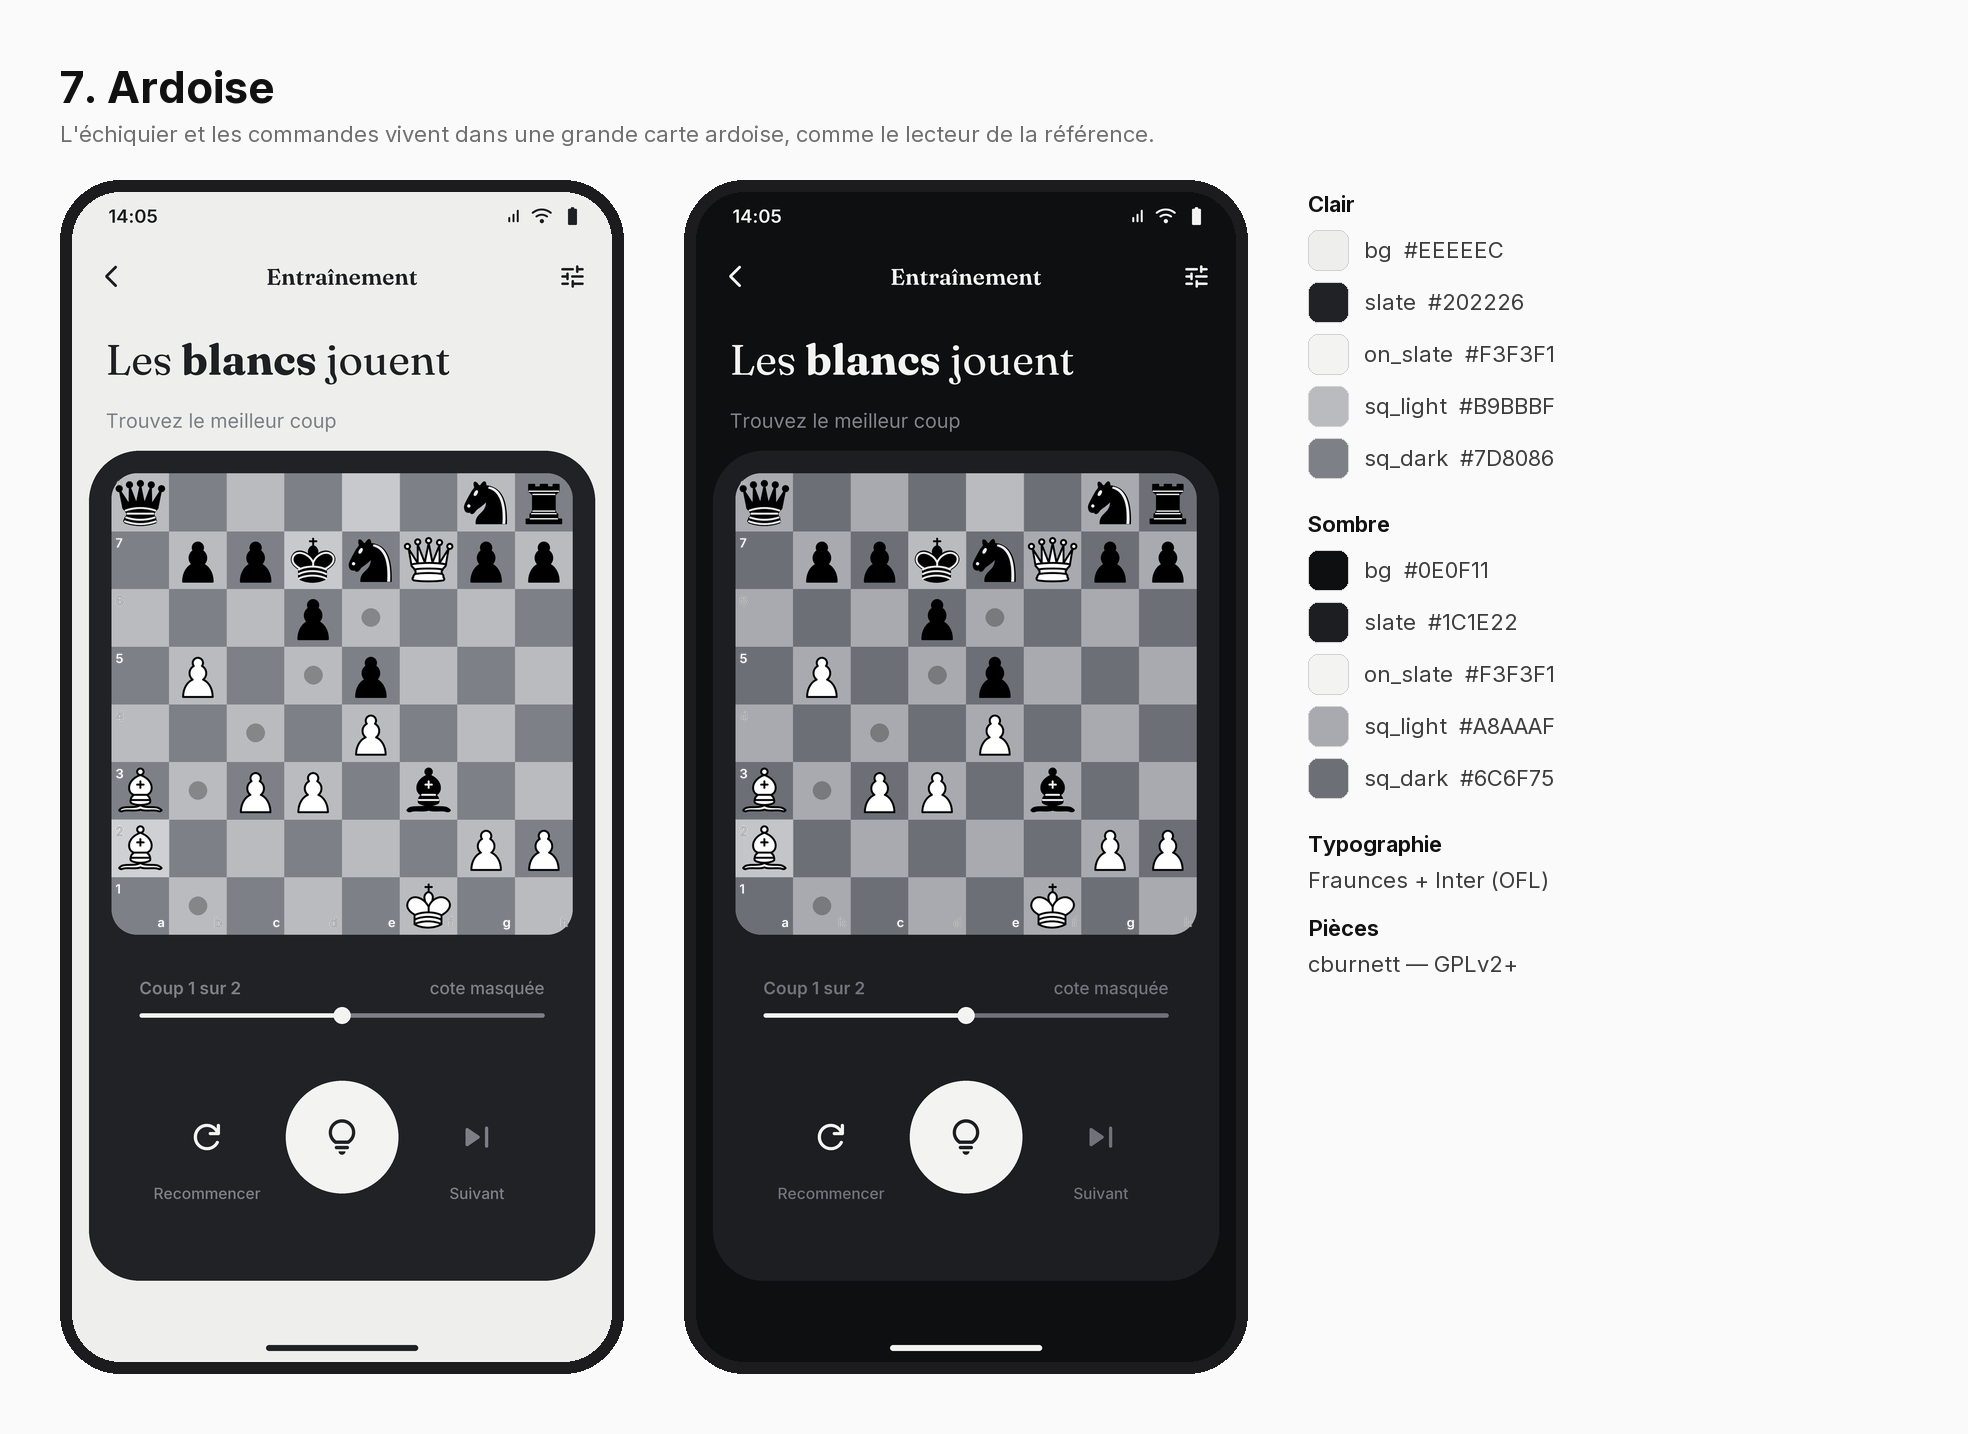 7. Ardoise
L'échiquier et les commandes vivent dans une grande carte ardoise, comme le lecteur de la référence.
14:05
Entraînement
Les blancs jouent
Trouvez le meilleur coup
7
5
3
2
1
a
c
d
e
g
Coup 1 sur 2
cote masquée
Recommencer
Suivant
14:05
Entraînement
Les blancs jouent
Trouvez le meilleur coup
7
5
3
2
1
a
c
e
g
Coup 1 sur 2
cote masquée
Recommencer
Suivant
Clair
bg #EEEEEC
slate #202226
on_slate #F3F3F1
sq_light #B9BBBF
sq_dark #7D8086
Sombre
bg #0E0F11
slate #1C1E22
on_slate #F3F3F1
sq_light #A8AAAF
sq_dark #6C6F75
Typographie
Fraunces + Inter (OFL)
Pièces
cburnett — GPLv2+